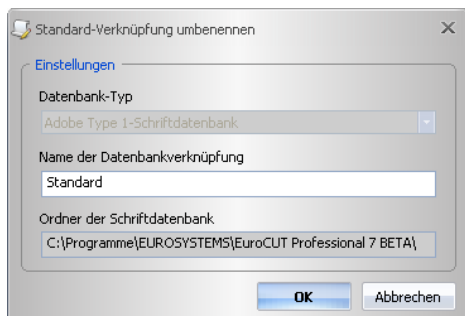 Standard-Verknüpfung umbenennen
Einstellungen
Datenbank-Typ
Adobe Type 1-Schriftdatenbank
Name der Datenbankverknüpfung
Standard
Ordner der Schriftdatenbank
C:\Programme\EUROSYSTEMS\EuroCUT Professional 7 BETA\
OK Abbrechen